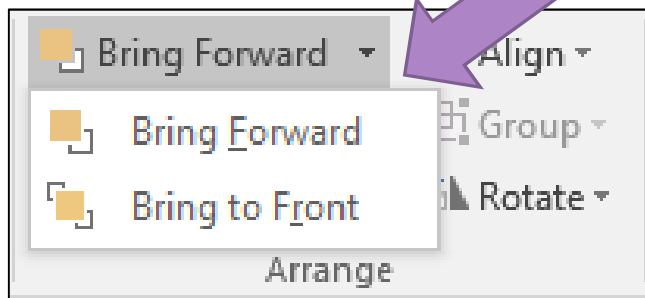 Bring Forward Align
Bring Forward Group
Bring to Front Rotate
Arrange